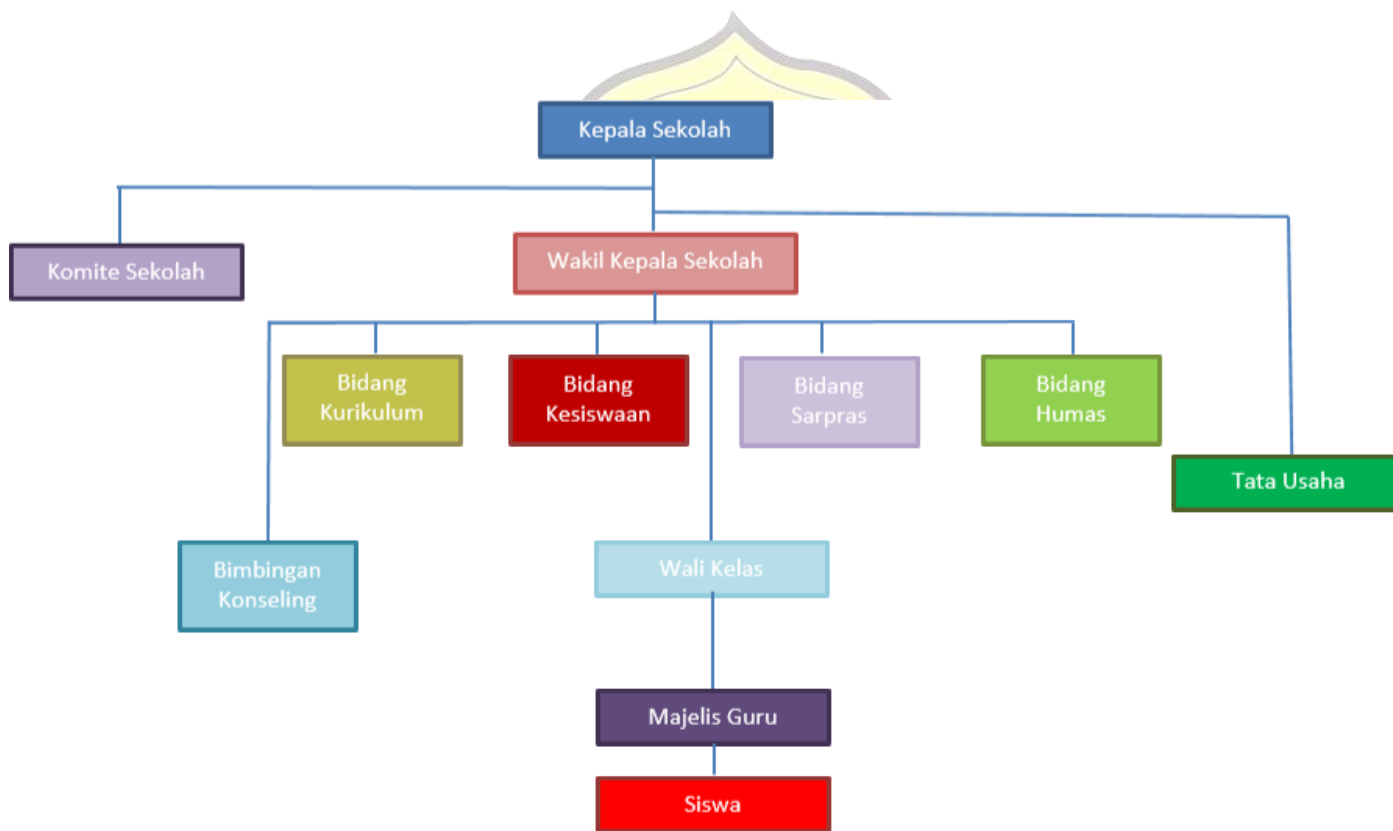 Kepala Sekolah
Komite Sekolah
Wakil Kepala Sekolah
Bidang
Kurikulum
Bidang
Kesiswaan
Bidang
Sarpras
Bidang
Humas
Tata Usaha
Bimbingan
Konseling
Wali Kelas
Majelis Guru
Siswa